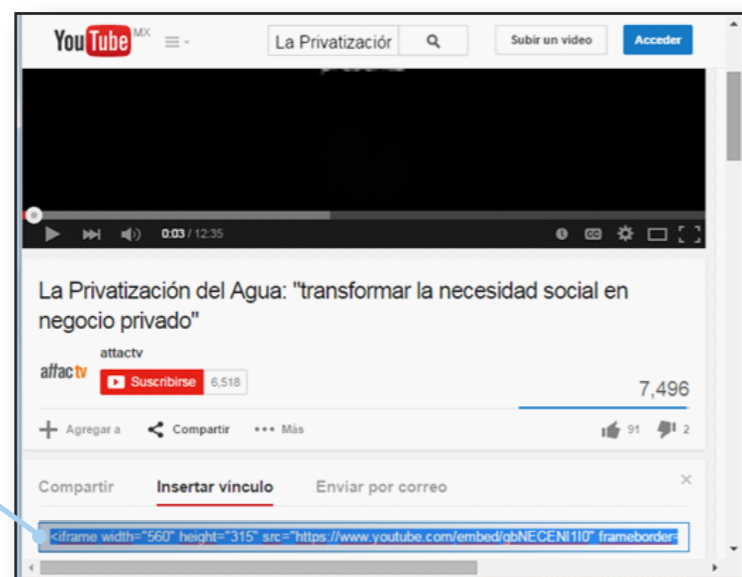 YouTube MX
La Privatizaciór
Subir un video
Acceder
0:03 / 12:35
CC
La Privatización del Agua: "transformar la necesidad social en
negocio privado"
attactv
attac tv
Suscribirse 6,518
7,496
Agregar a Compartir Más
91 2
Compartir Insertar vínculo Enviar por correo
<iframe width="560" height="315" src="https://www.youtube.com/embed/gbNECENI1I0" frameborder=